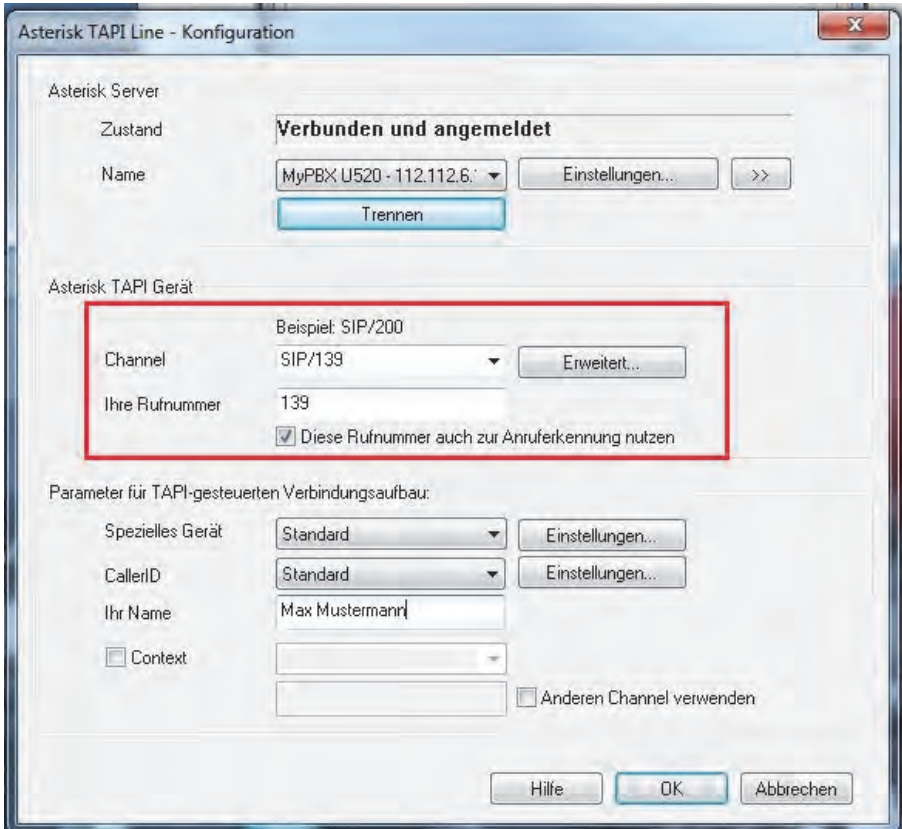 Asterisk TAPI Line - Konfiguration
Asterisk Server
Zustand Verbunden und angemeldet
Name MyPBX U520 - 112.112.6. Einstellungen... >>
Trennen
Asterisk TAPI Gerät
Beispiel: SIP/200
Channel SIP/139 Erweitert...
Ihre Rufnummer 139
Diese Rufnummer auch zur Anruferkennung nutzen
Parameter für TAPI-gesteuerten Verbindungsaufbau:
Spezielles Gerät Standard Einstellungen...
CallerID Standard Einstellungen...
Ihr Name Max Mustermann
Context
Anderen Channel verwenden
Hilfe OK Abbrechen